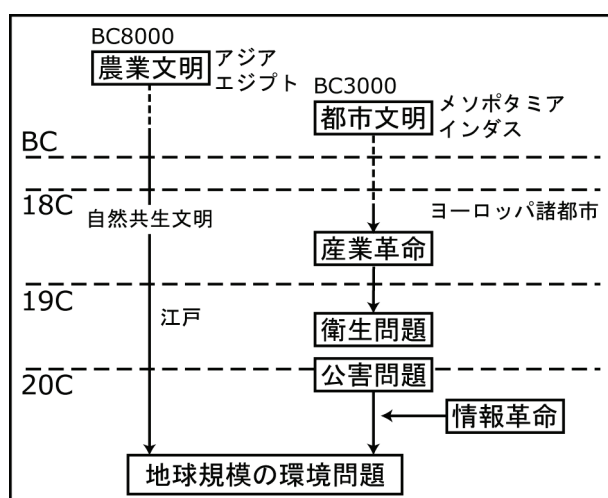 BC8000
農業文明
アジア
エジプト
BC3000
都市文明
メソポタミア
インダス
BC
18C
自然共生文明
ヨーロッパ諸都市
産業革命
19C
江戸
衛生問題
公害問題
20C
情報革命
地球規模の環境問題